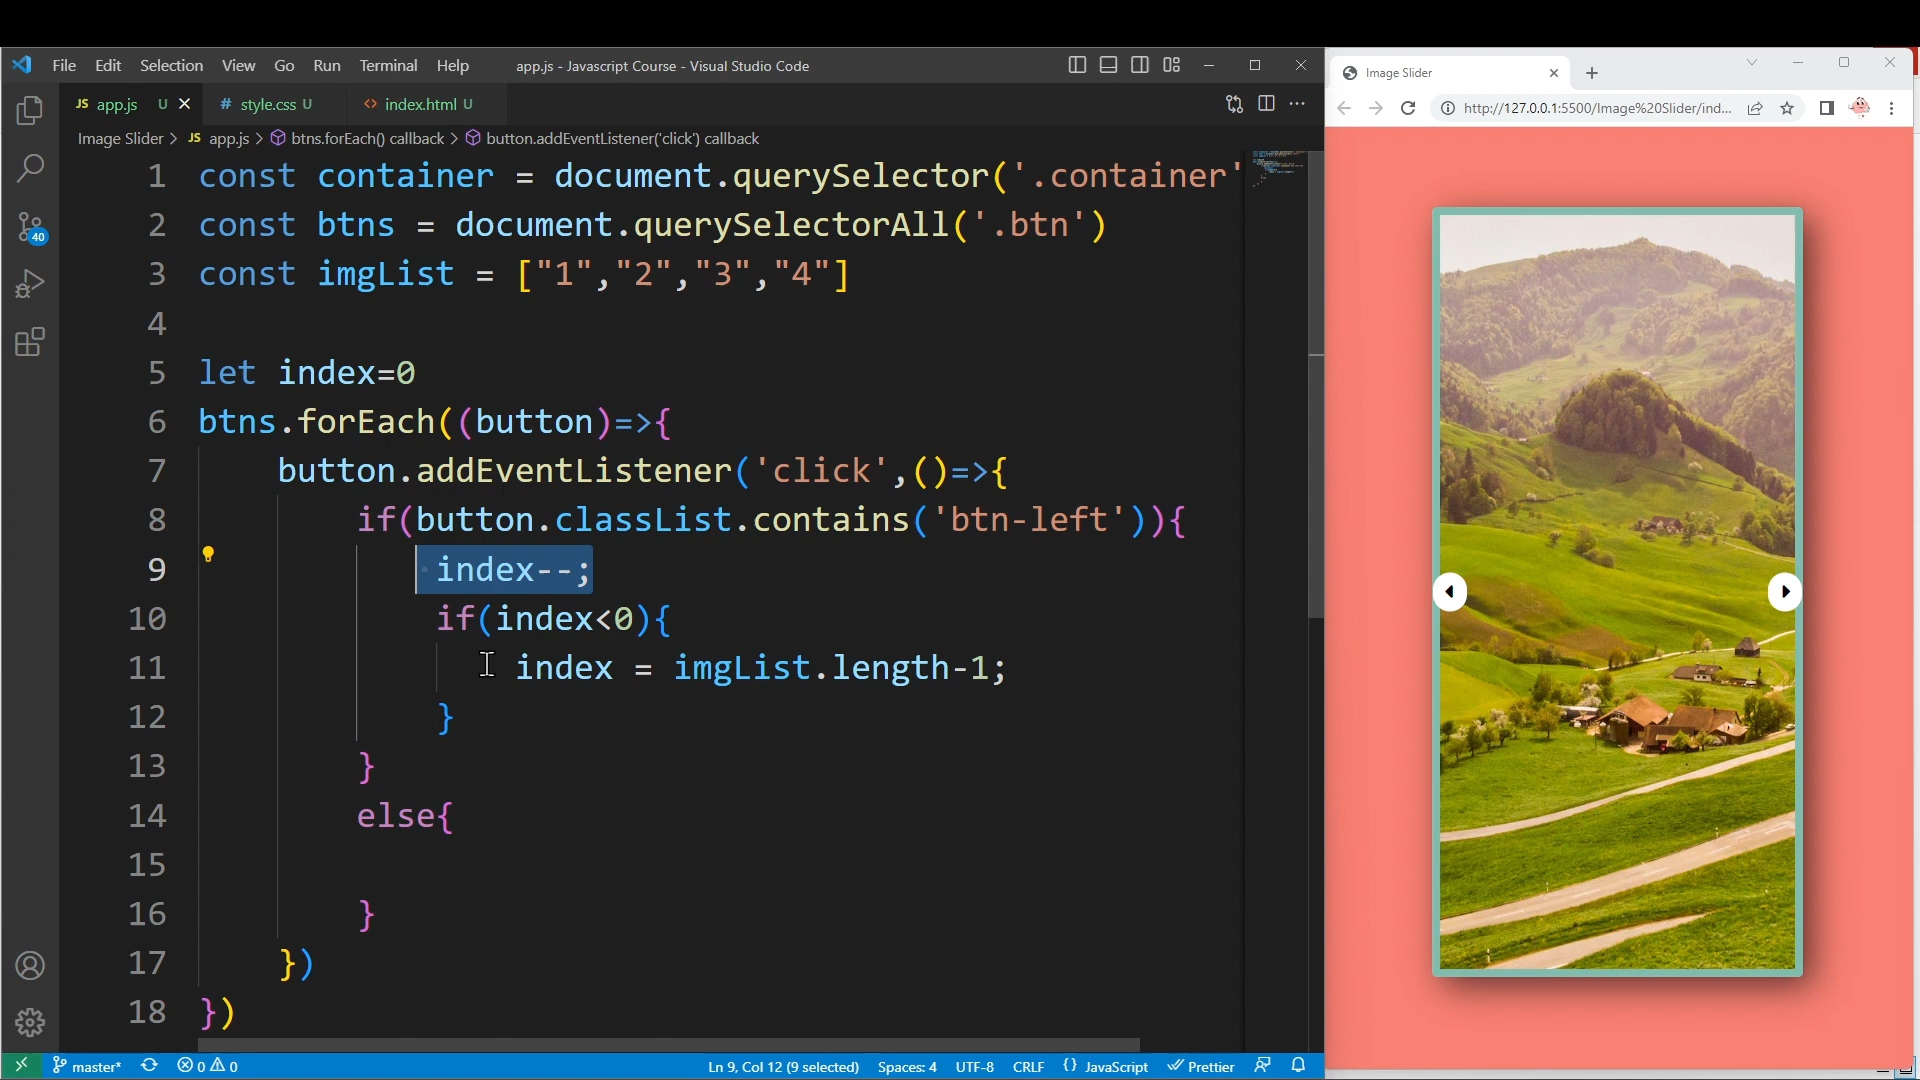 File Edit Selection View Go Run Terminal Help app.js - Javascript Course - Visual Studio Code
JS app.js U # style.css U <> index.html U
Image Slider > JS app.js > btns.forEach() callback > button.addEventListener('click') callback
1 const container = document.querySelector('.container'
2 const btns = document.querySelectorAll('.btn')
3 const imgList = ["1","2","3","4"]
4
5 let index=0
6 btns.forEach((button)=>{
7 button.addEventListener('click',()=>{
8 if(button.classList.contains('btn-left')){
9 index--;
10 if(index<0){
11 index = imgList.length-1;
12 }
13 }
14 else{
15
16 }
17 })
18 })
40
master* 0 0 Ln 9, Col 12 (9 selected) Spaces: 4 UTF-8 CRLF {} JavaScript Prettier
Image Slider
http://127.0.0.1:5500/Image%20Slider/ind...